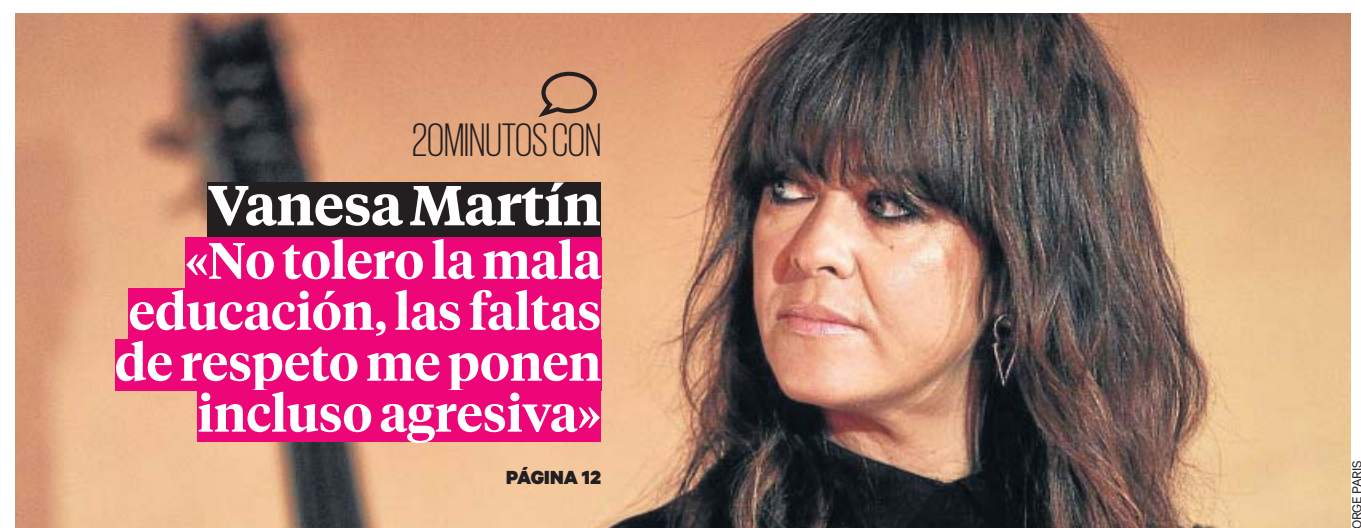 20MINUTOS CON
Vanesa Martín
«No tolero la mala
educación, las faltas
de respeto me ponen
incluso agresiva»
PÁGINA 12
ORGE PARIS